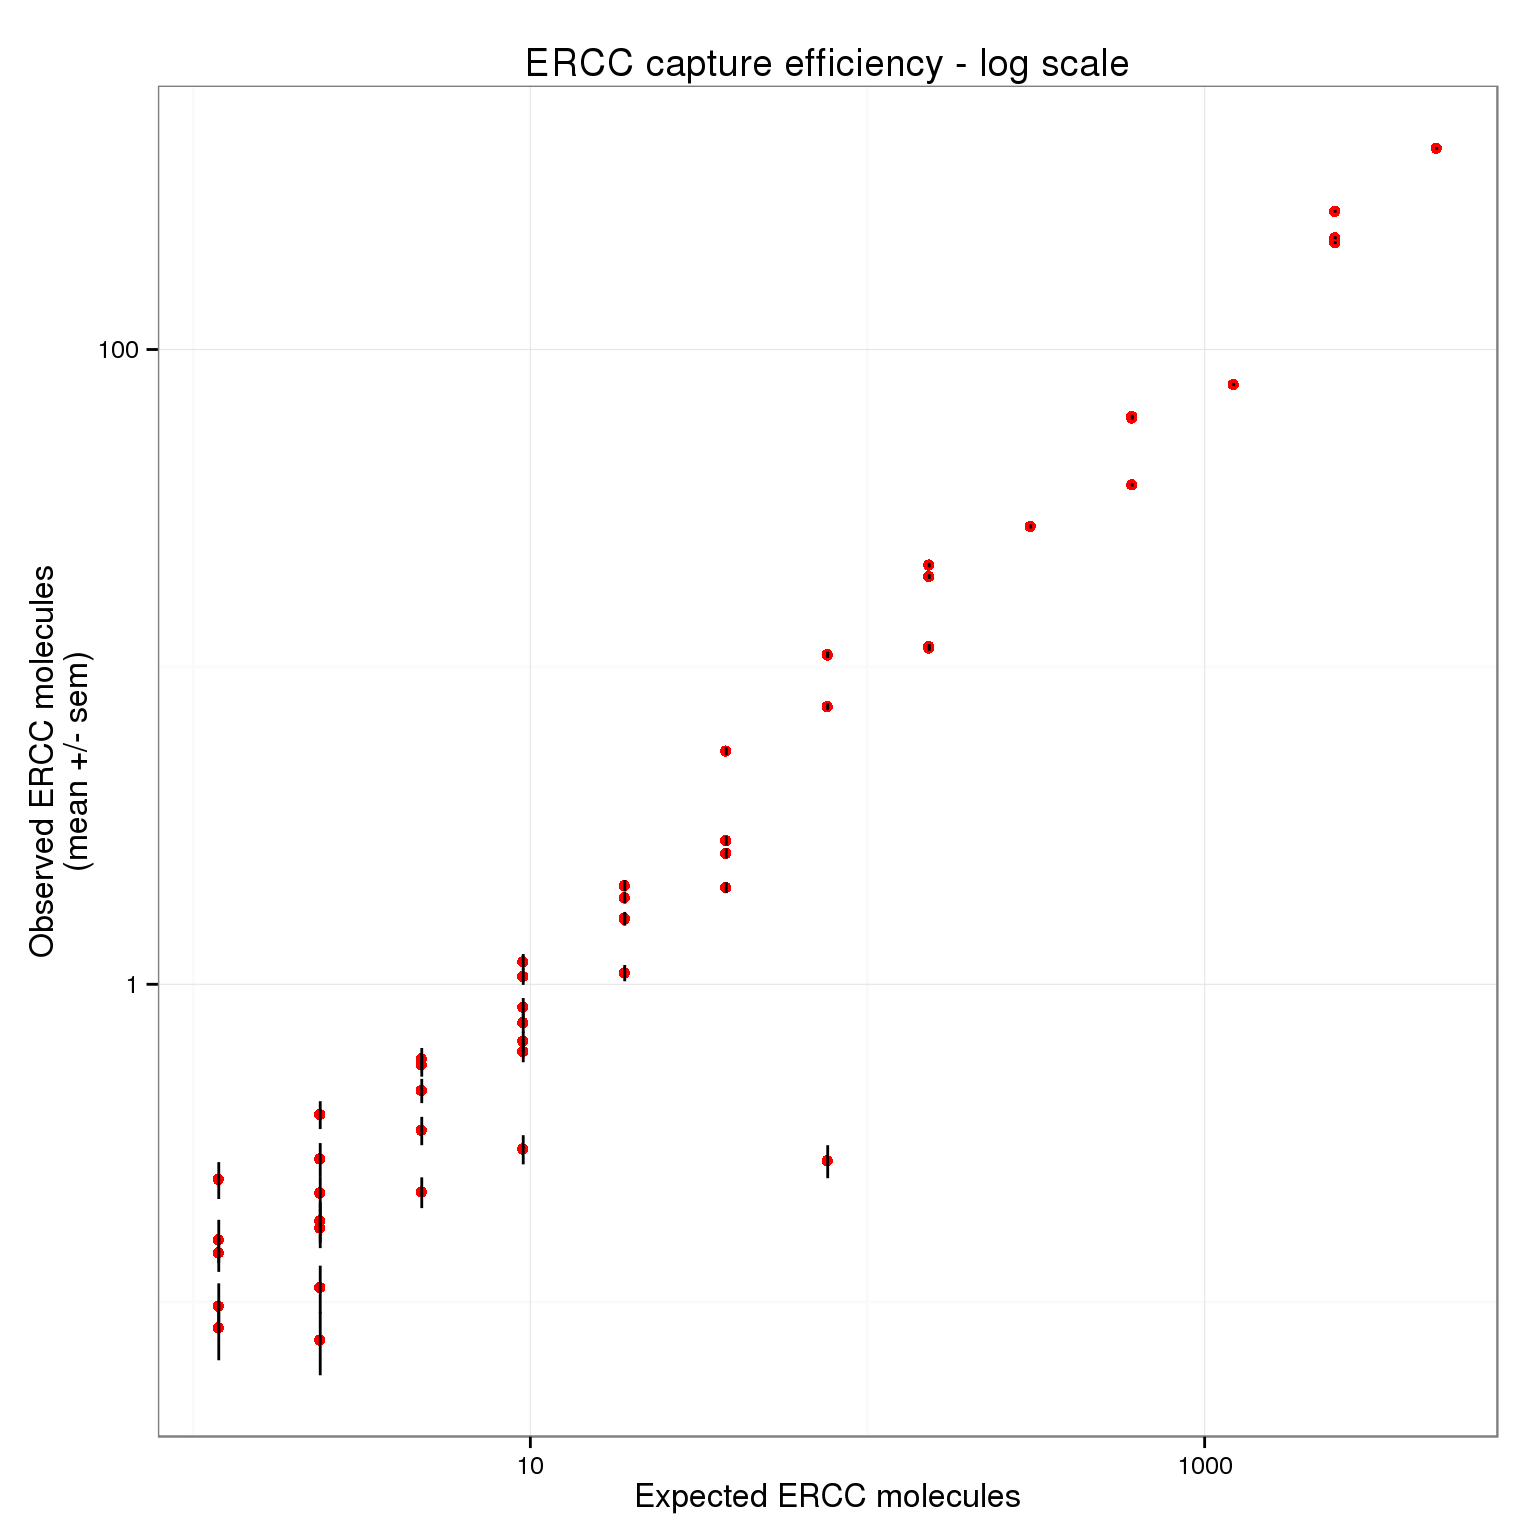 ERCC capture efficiency - log scale
100
1
Observed ERCC molecules
(mean +/- sem)
10
1000
Expected ERCC molecules